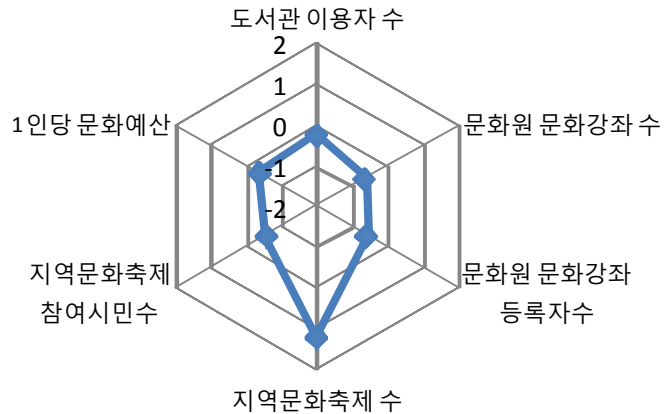 도서관 이용자 수
2
1
0
-1
-2
1인당 문화예산
문화원 문화강좌 수
지역문화축제
참여시민수
문화원 문화강좌
등록자수
지역문화축제 수